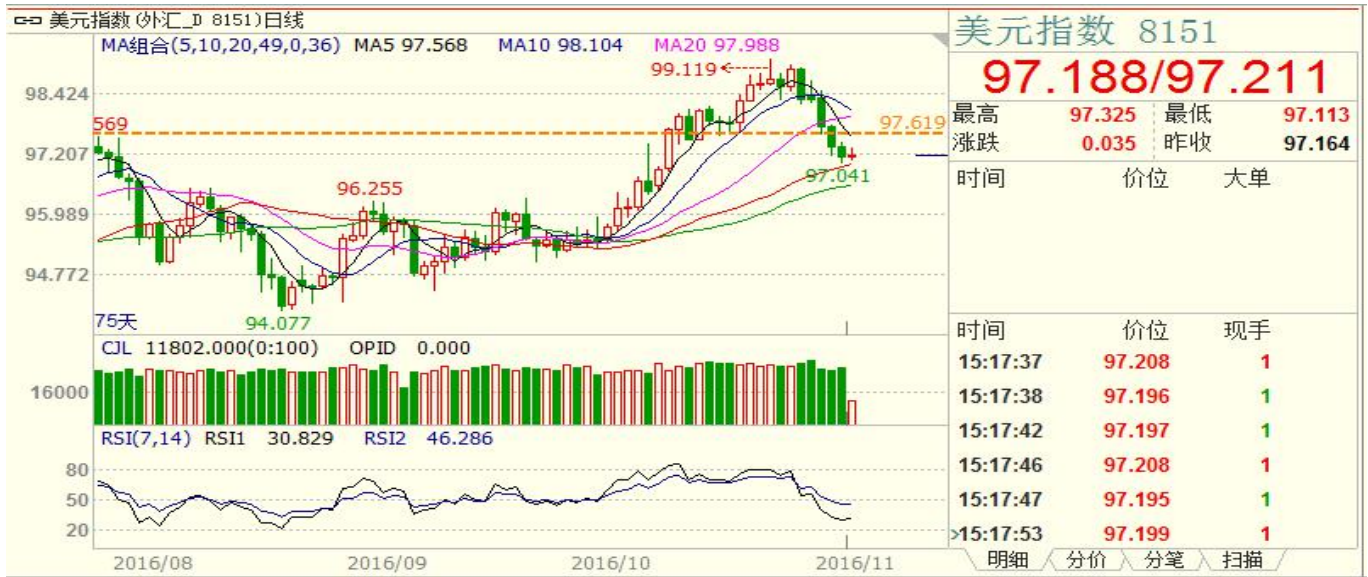 美元指数(外汇_D 8151)日线
MA组合(5,10,20,49,0,36) MA5 97.568 MA10 98.104 MA20 97.988
99.119
98.424
569
97.619
97.207
97.041
96.255
95.989
94.772
75天
94.077
CJL 11802.000(0:100) OPID 0.000
16000
RSI(7,14) RSI1 30.829 RSI2 46.286
80
50
20
2016/08 2016/09 2016/10 2016/11
美元指数 8151
97.188/97.211
最高 97.325 最低 97.113
涨跌 0.035 昨收 97.164
时间 价位 大单
时间 价位 现手
15:17:37 97.208 1
15:17:38 97.196 1
15:17:42 97.197 1
15:17:46 97.208 1
15:17:47 97.195 1
>15:17:53 97.199 1
明细 分价 分笔 扫描